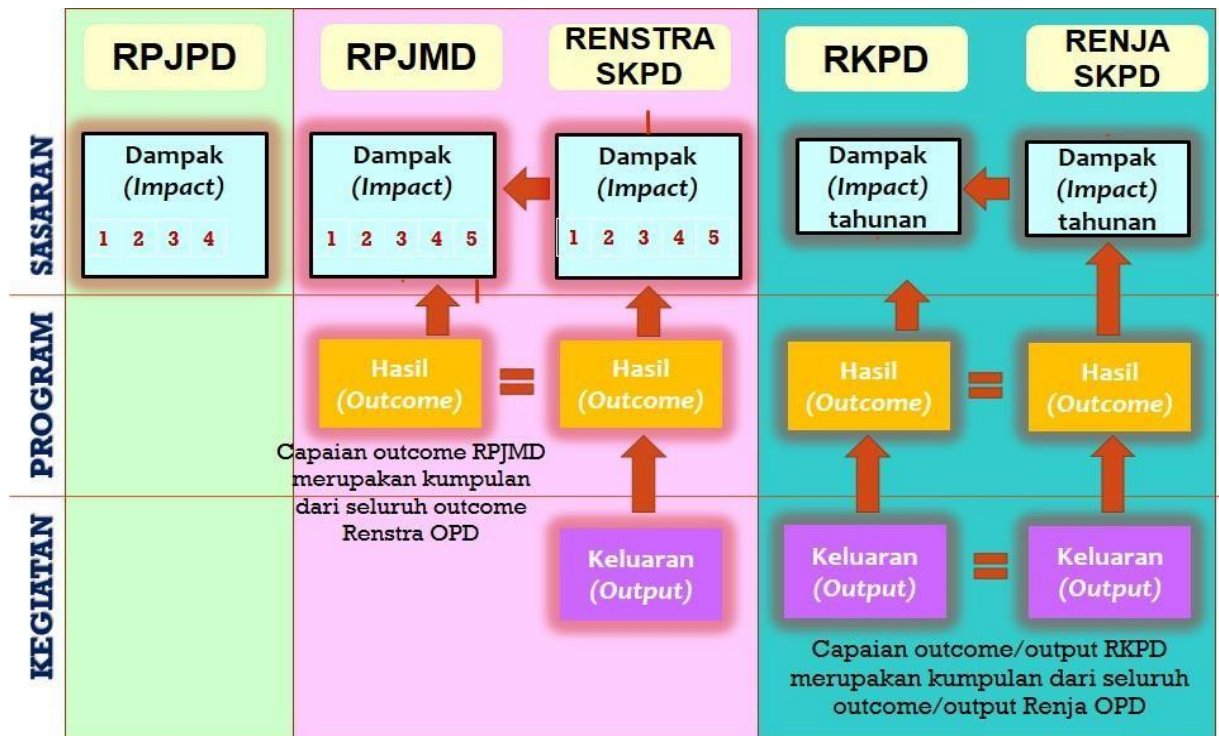 RPJPD
RPJMD
RENSTRA
SKPD
RKPD
RENJA
SKPD
SASARAN
Dampak
(Impact)
1 2 3 4
Dampak
(Impact)
1 2 3 4 5
Dampak
(Impact)
1 2 3 4 5
Dampak
(Impact)
tahunan
Dampak
(Impact)
tahunan
PROGRAM
Hasil
(Outcome)
=
Hasil
(Outcome)
Hasil
(Outcome)
=
Hasil
(Outcome)
Capaian outcome RPJMD
merupakan kumpulan
dari seluruh outcome
Renstra OPD
KEGIATAN
Keluaran
(Output)
Keluaran
(Output)
=
Keluaran
(Output)
Capaian outcome/output RKPD
merupakan kumpulan dari seluruh
outcome/output Renja OPD